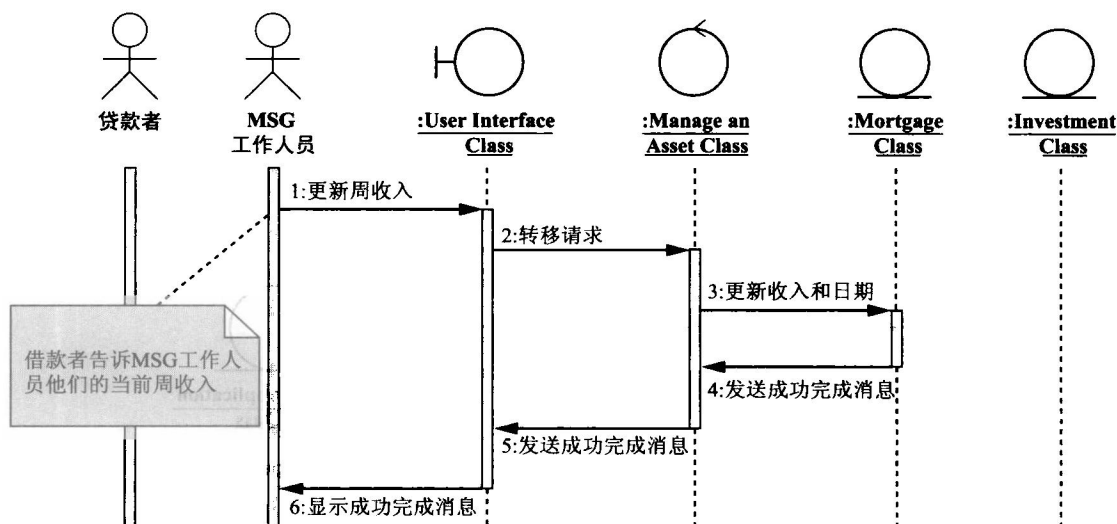 贷款者
MSG
工作人员
:User Interface
Class
:Manage an
Asset Class
:Mortgage
Class
:Investment
Class
1:更新周收入
2:转移请求
3:更新收入和日期
借款者告诉MSG工作人
员他们的当前周收入
4:发送成功完成消息
5:发送成功完成消息
6:显示成功完成消息